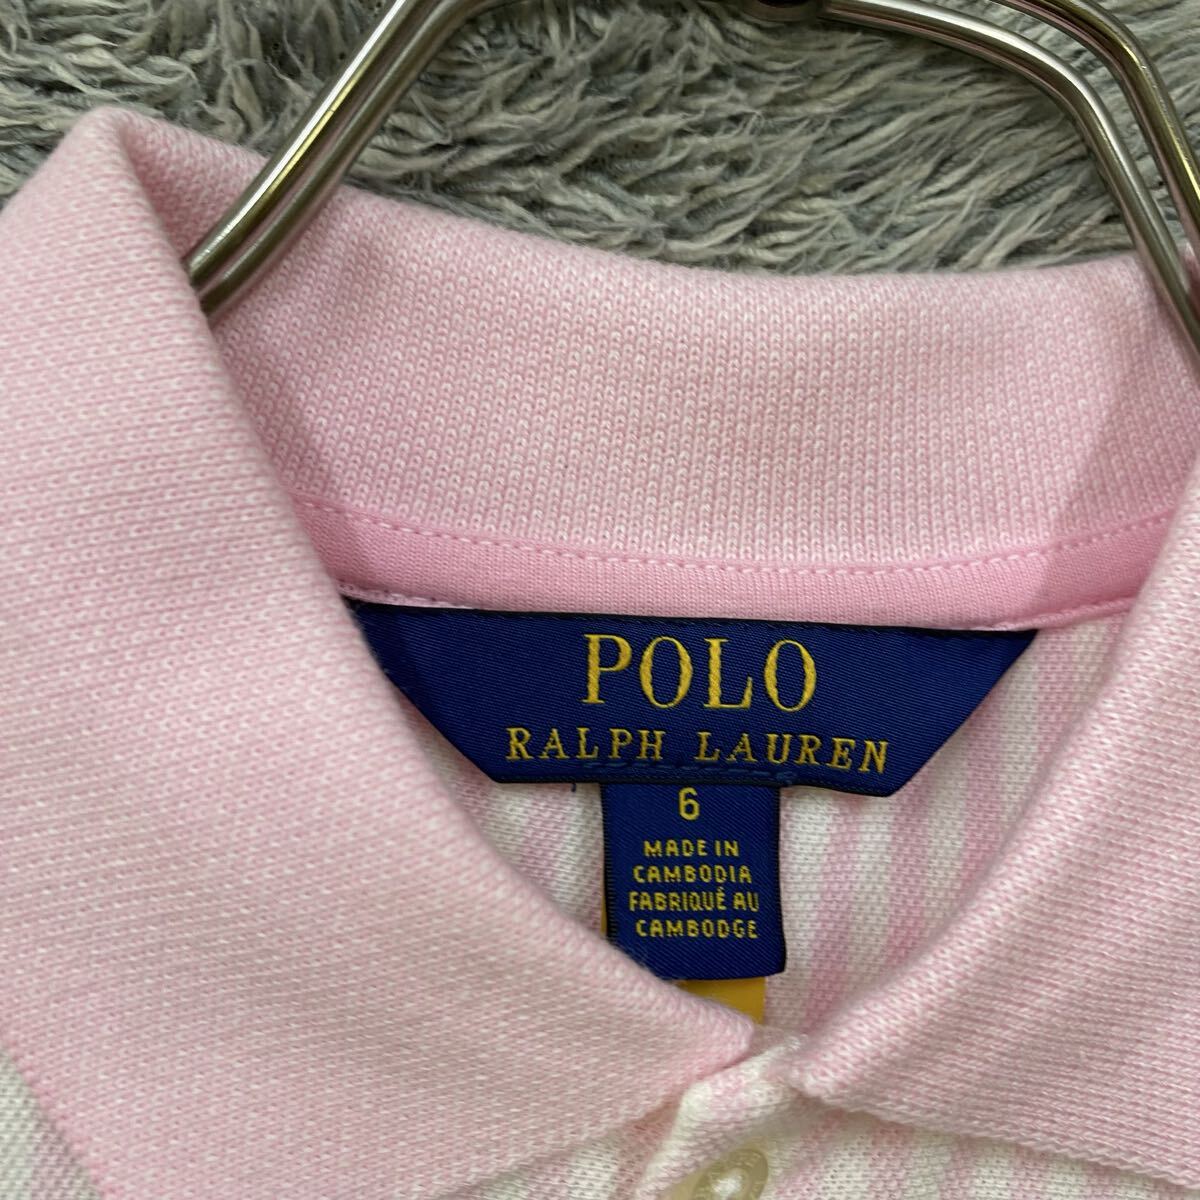 POLO
RALPH LAUREN
6
MADE IN
CAMBODIA
FABRIQUÉ AU
CAMBODGE